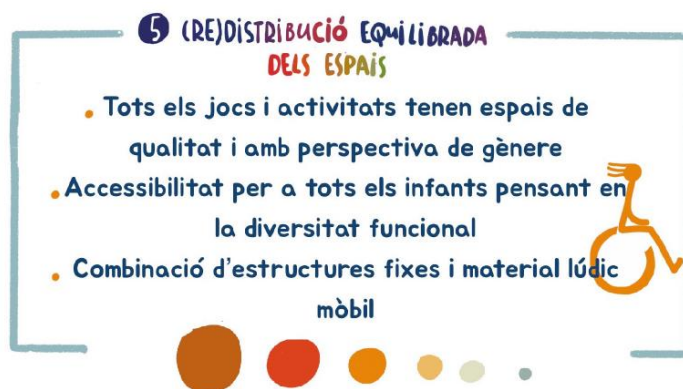 5 (RE)DISTRIBUCIÓ EQUILIBRADA
DELS ESPAIS
Tots els jocs i activitats tenen espais de
qualitat i amb perspectiva de gènere
Accessibilitat per a tots els infants pensant en
la diversitat funcional
Combinació d'estructures fixes i material lúdic
mòbil